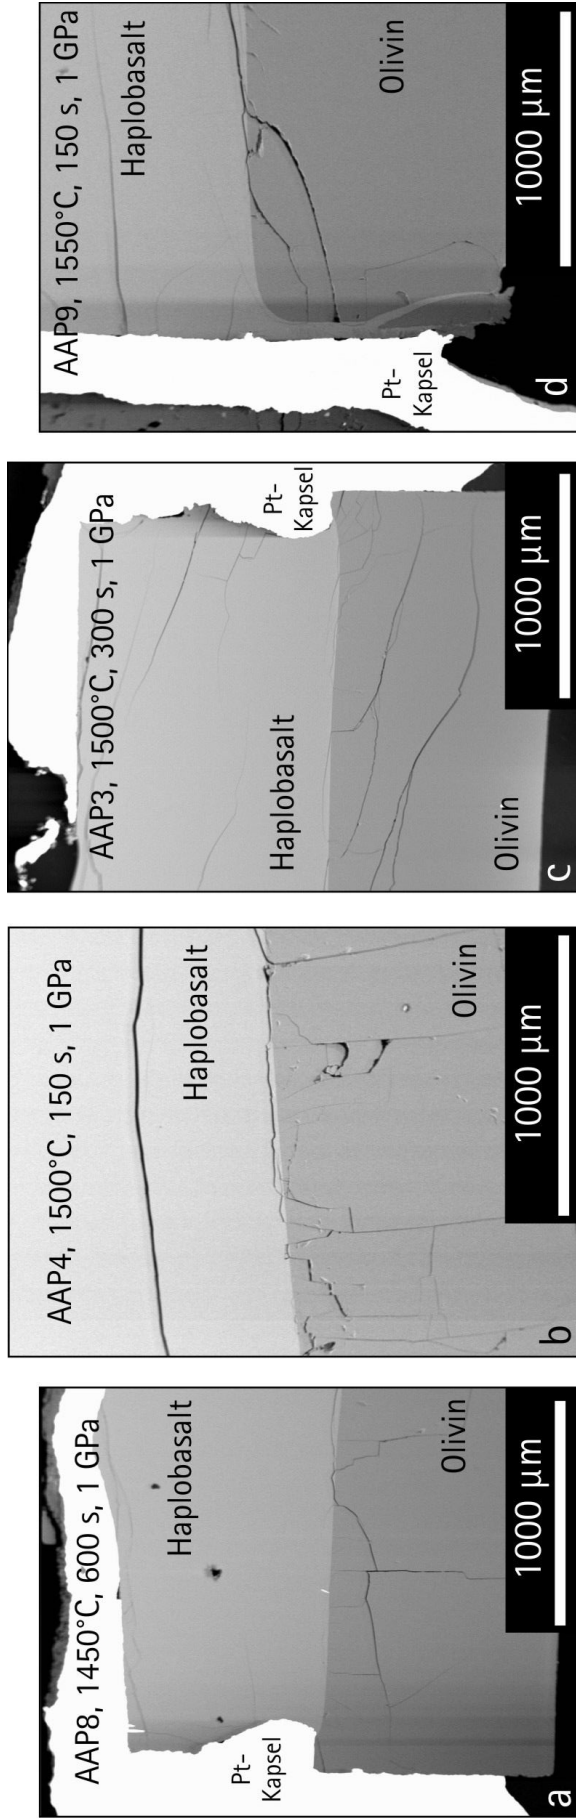 AAP8, 1450°C, 600 s, 1 GPa
Haplobasalt
Pt-
Kapsel
Olivin
1000 µm
a
AAP4, 1500°C, 150 s, 1 GPa
Haplobasalt
Olivin
1000 µm
b
AAP3, 1500°C, 300 s, 1 GPa
Pt-
Kapsel
Haplobasalt
Olivin
1000 µm
c
AAP9, 1550°C, 150 s, 1 GPa
Haplobasalt
Olivin
Pt-
Kapsel
1000 µm
d